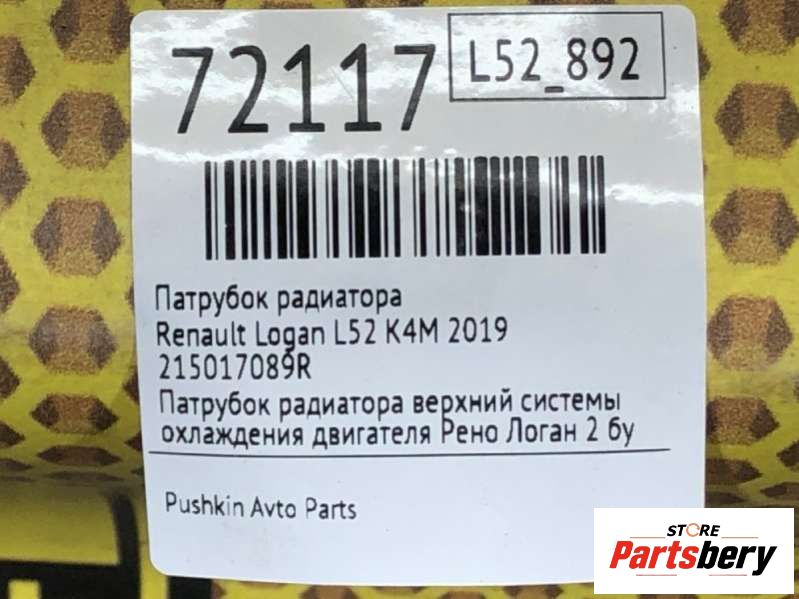 72117
L52_892
Патрубок радиатора
Renault Logan L52 K4M 2019
215017089R
Патрубок радиатора верхний системы
охлаждения двигателя Рено Логан 2 бу
Pushkin Avto Parts
STORE
Partsbery